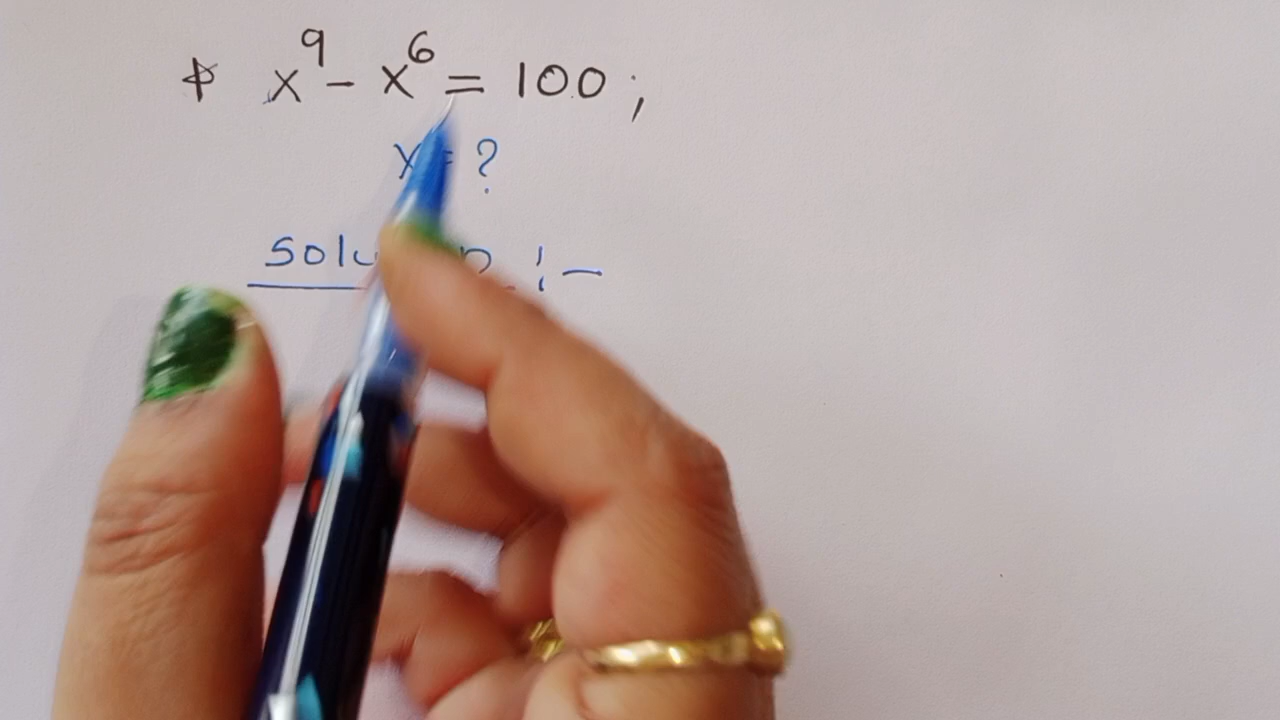 * x⁹ - x⁶ = 100 ;
x = ?
:-